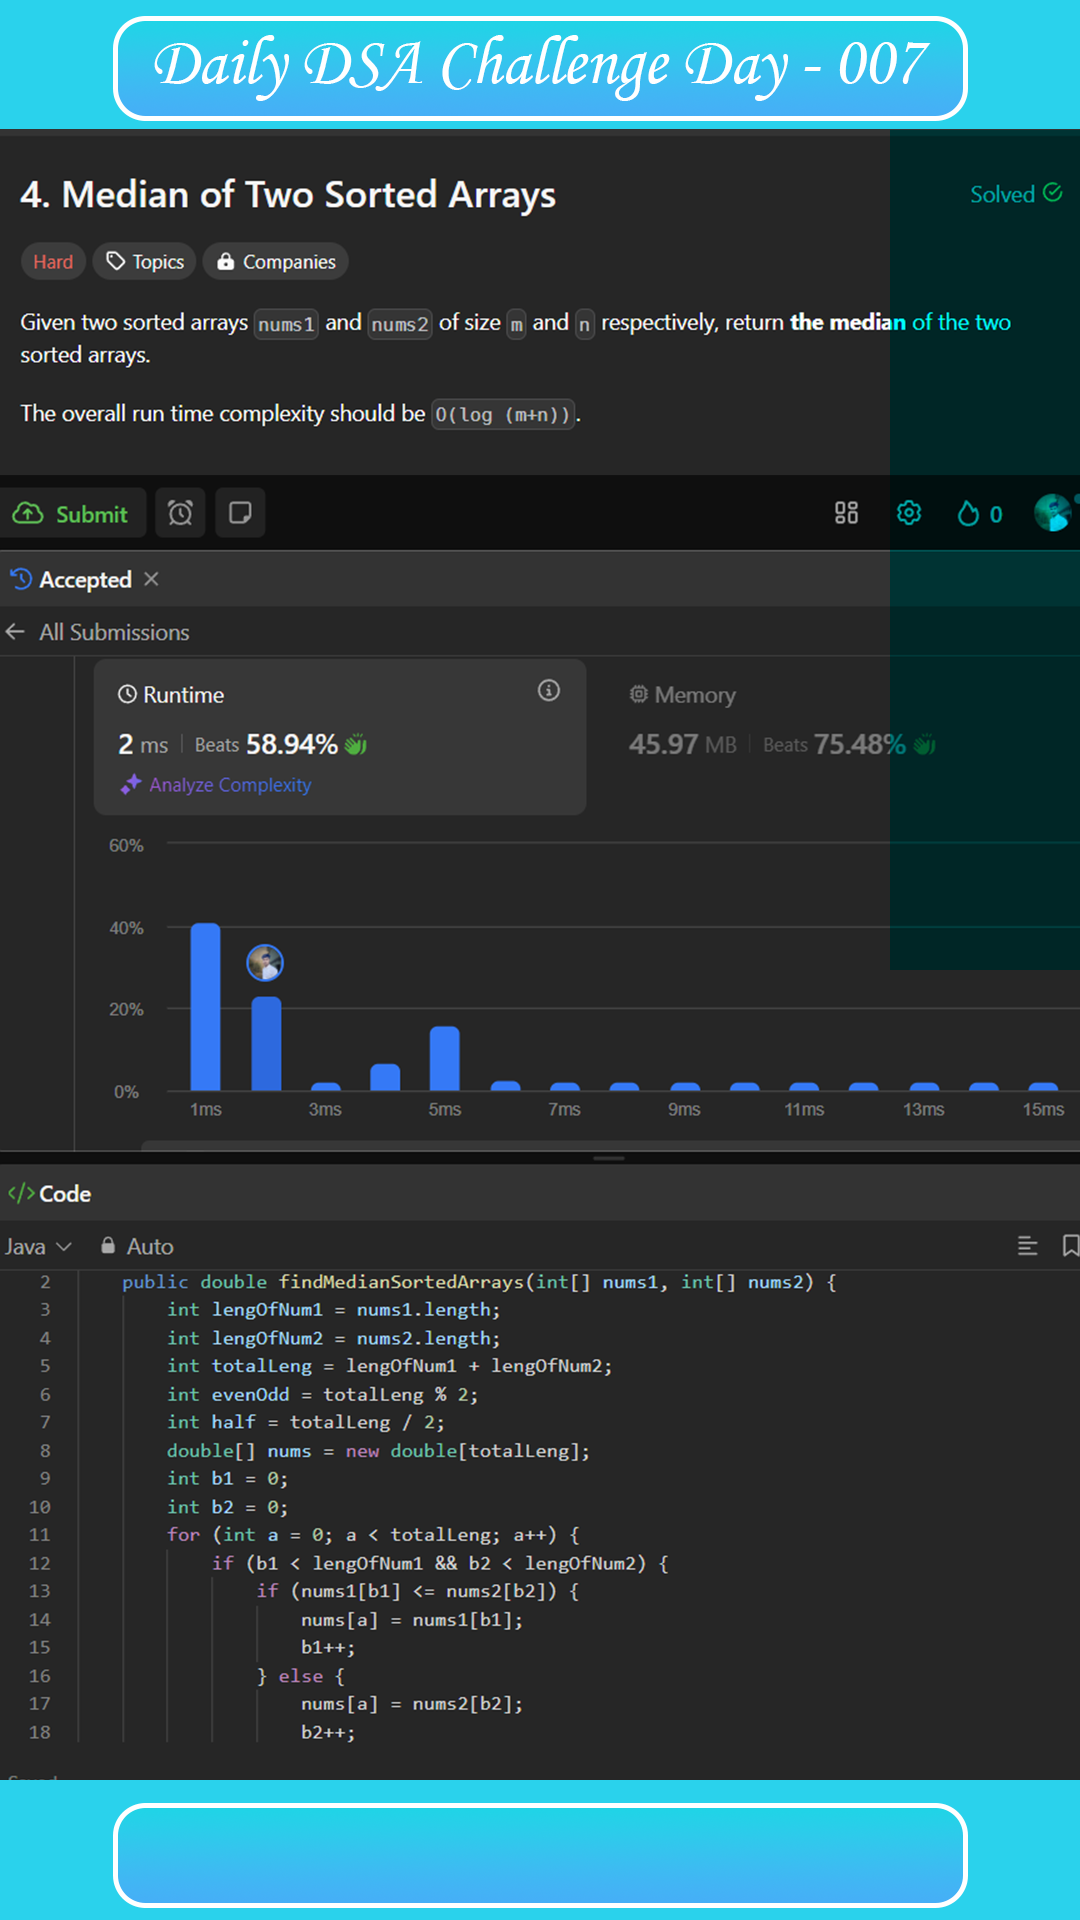 Daily DSA Challenge Day - 007
4. Median of Two Sorted Arrays
Solved
Hard Topics Companies
Given two sorted arrays nums1 and nums2 of size m and n respectively, return the median of the two
sorted arrays.
The overall run time complexity should be O(log (m+n)).
Submit 0
Accepted
All Submissions
Runtime
2 ms Beats 58.94%
Analyze Complexity
Memory
45.97 MB Beats 75.48%
60%
40%
20%
0%
1ms 3ms 5ms 7ms 9ms 11ms 13ms 15ms
</> Code
Java Auto
2 public double findMedianSortedArrays(int[] nums1, int[] nums2) {
3 int lengOfNum1 = nums1.length;
4 int lengOfNum2 = nums2.length;
5 int totalLeng = lengOfNum1 + lengOfNum2;
6 int evenOdd = totalLeng % 2;
7 int half = totalLeng / 2;
8 double[] nums = new double[totalLeng];
9 int b1 = 0;
10 int b2 = 0;
11 for (int a = 0; a < totalLeng; a++) {
12 if (b1 < lengOfNum1 && b2 < lengOfNum2) {
13 if (nums1[b1] <= nums2[b2]) {
14 nums[a] = nums1[b1];
15 b1++;
16 } else {
17 nums[a] = nums2[b2];
18 b2++;